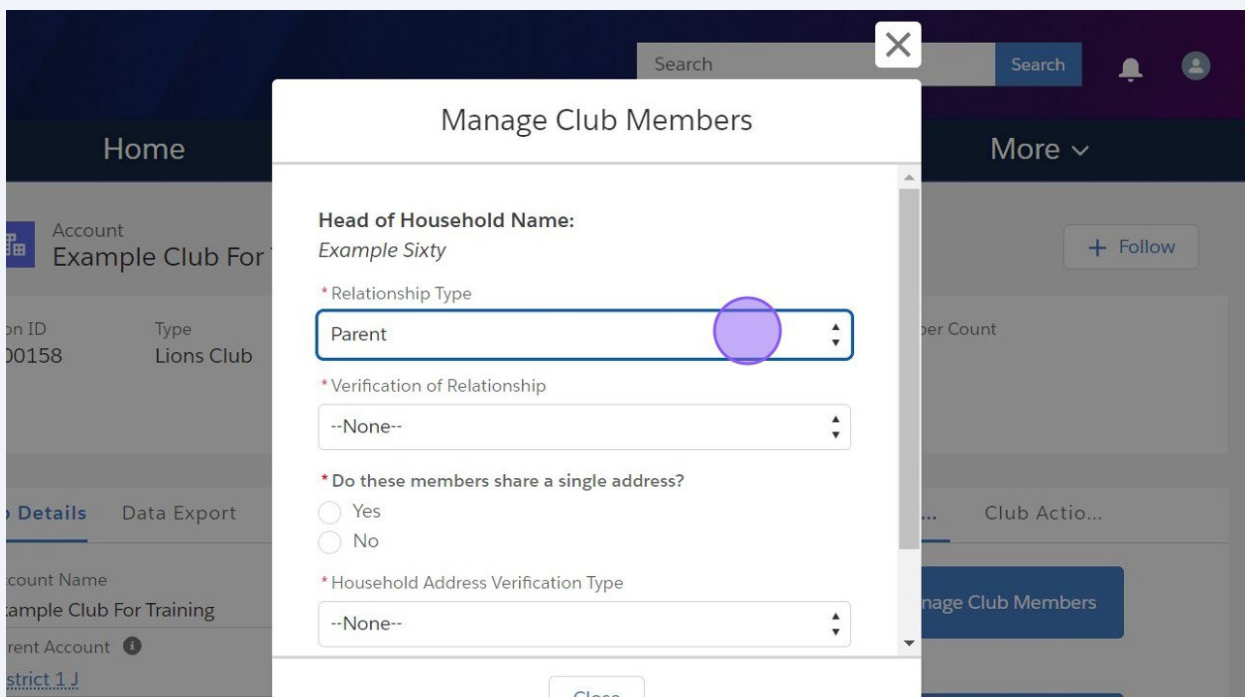 Search
Search
Manage Club Members
Home
More
Head of Household Name:
Example Sixty
Account
Example Club For
+ Follow
* Relationship Type
Parent
on ID
Type
00158
Lions Club
per Count
* Verification of Relationship
--None--
* Do these members share a single address?
Yes
No
Details
Data Export
...
Club Actio...
* Household Address Verification Type
--None--
count Name
ample Club For Training
nage Club Members
rent Account
strict 1 J
Close